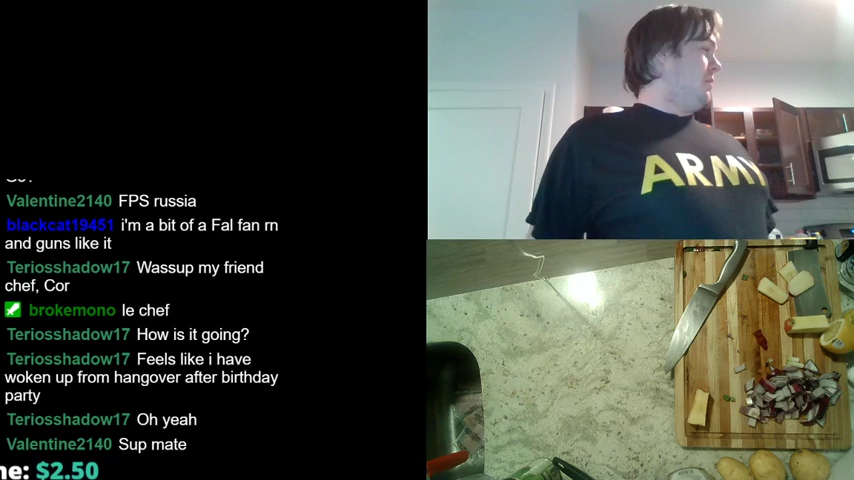 Valentine2140 FPS russia
blackcat19451 i'm a bit of a Fal fan rn
and guns like it
Teriosshadow17 Wassup my friend
chef, Cor
brokemono le chef
Teriosshadow17 How is it going?
Teriosshadow17 Feels like i have
woken up from hangover after birthday
party
Teriosshadow17 Oh yeah
Valentine2140 Sup mate
ne: $2.50
ARMY